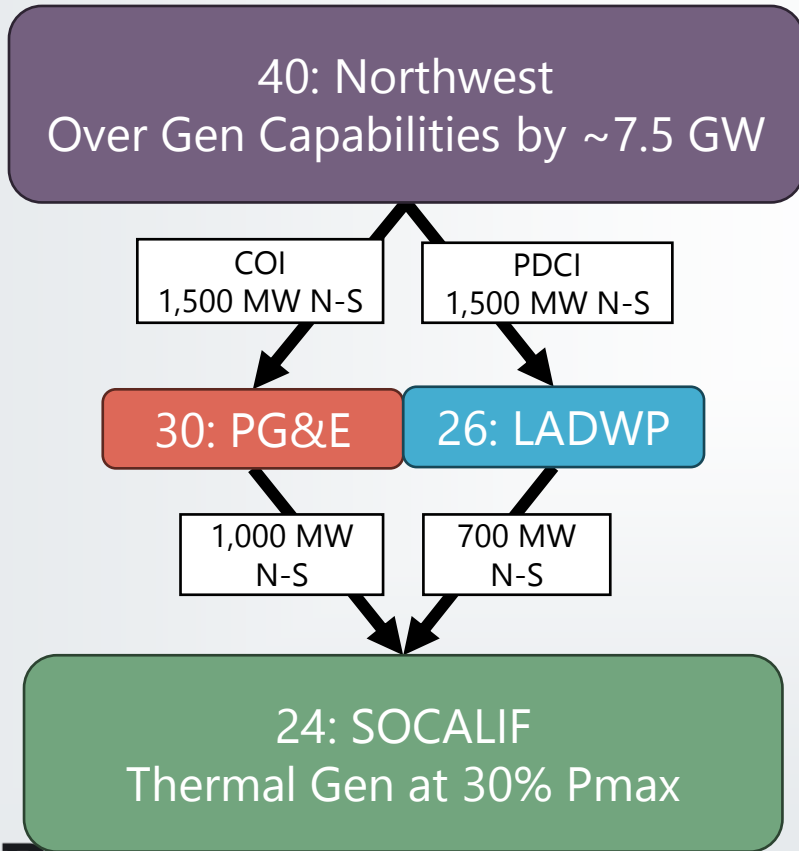 40: Northwest
Over Gen Capabilities by ~7.5 GW
COI
1,500 MW N-S
PDCI
1,500 MW N-S
30: PG&E
26: LADWP
1,000 MW
N-S
700 MW
N-S
24: SOCALIF
Thermal Gen at 30% Pmax